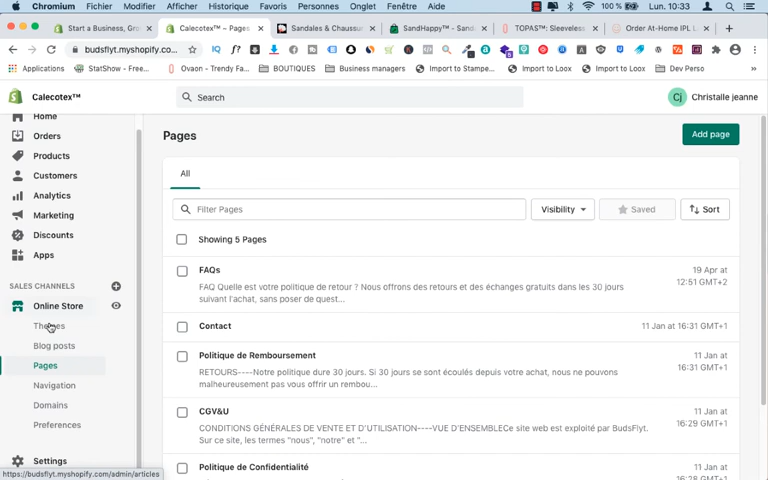 Chromium Fichier Modifier Afficher Historique Favoris Personnes Onglet Fenêtre Aide 100 % Lun. 10:33
Start a Business, Gr Calecotex™ – Pages Sandales & Chaussur SandHappy™ - Sand TOPAS™: Sleeveless Order At-Home IPL L
budsflyt.myshopify.co...
Applications StatShow - Free... Ovaon - Trendy Fa... BOUTIQUES Business managers Import to Stampe... Import to Loox Import to Loox Dev Perso
Calecotex™ Search Cj Christalle jeanne
Home
Orders
Products
Customers
Analytics
Marketing
Discounts
Apps
SALES CHANNELS
Online Store
Themes
Blog posts
Pages
Navigation
Domains
Preferences
Settings
https://budsflyt.myshopify.com/admin/articles
Pages Add page
All
Filter Pages Visibility Saved Sort
Showing 5 Pages
FAQs 19 Apr at
12:51 GMT+2
FAQ Quelle est votre politique de retour ? Nous offrons des retours et des échanges gratuits dans les 30 jours
suivant l'achat, sans poser de quest...
Contact 11 Jan at 16:31 GMT+1
Politique de Remboursement 11 Jan at
16:31 GMT+1
RETOURS----Notre politique dure 30 jours. Si 30 jours se sont écoulés depuis votre achat, nous ne pouvons
malheureusement pas vous offrir un rembou...
CGV&U 11 Jan at
16:29 GMT+1
CONDITIONS GÉNÉRALES DE VENTE ET D'UTILISATION----VUE D'ENSEMBLECe site web est exploité par BudsFlyt.
Sur ce site, les termes "nous", "notre" et "...
Politique de Confidentialité 11 Jan at
16:28 GMT+1